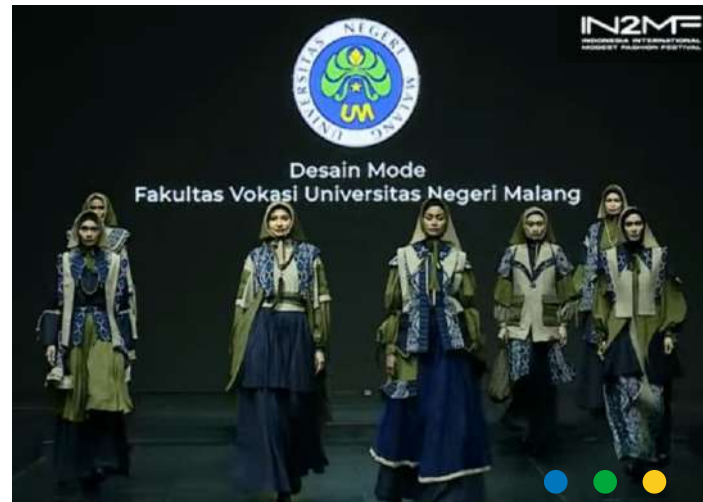 IN2MF
INDONESIA INTERNATIONAL
MODEST FASHION FESTIVAL
UNIVERSITAS NEGERI MALANG
UM
Desain Mode
Fakultas Vokasi Universitas Negeri Malang